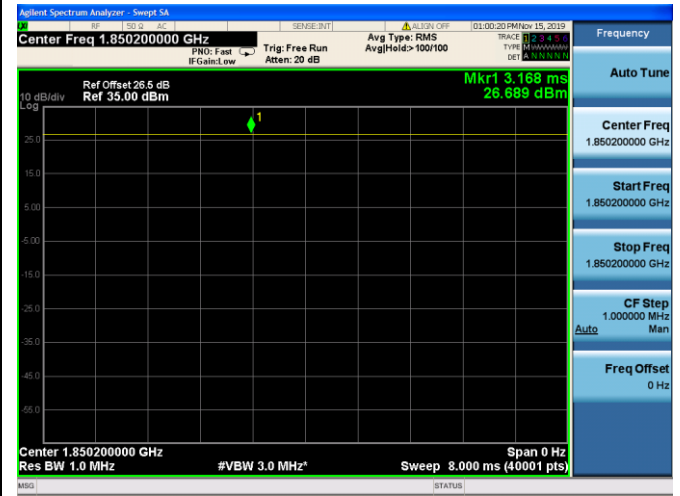 Agilent Spectrum Analyzer - Swept SA
RF 50 Ω AC SENSE:INT ALIGN OFF 01:00:20 PM Nov 15, 2019
Center Freq 1.850200000 GHz
PNO: Fast
IFGain:Low
Trig: Free Run
Atten: 20 dB
Avg Type: RMS
Avg|Hold:>100/100
TRACE 1 2 3 4 5 6
TYPE M WWWWW
DET A N N N N N
Frequency
Auto Tune
Mkr1 3.168 ms
26.689 dBm
Ref Offset 26.5 dB
10 dB/div Ref 35.00 dBm
Log
1
25.0
15.0
5.00
-5.00
-15.0
-25.0
-35.0
-45.0
-55.0
Center Freq
1.850200000 GHz
Start Freq
1.850200000 GHz
Stop Freq
1.850200000 GHz
CF Step
1.000000 MHz
Auto Man
Freq Offset
0 Hz
Center 1.850200000 GHz Span 0 Hz
Res BW 1.0 MHz #VBW 3.0 MHz* Sweep 8.000 ms (40001 pts)
MSG STATUS